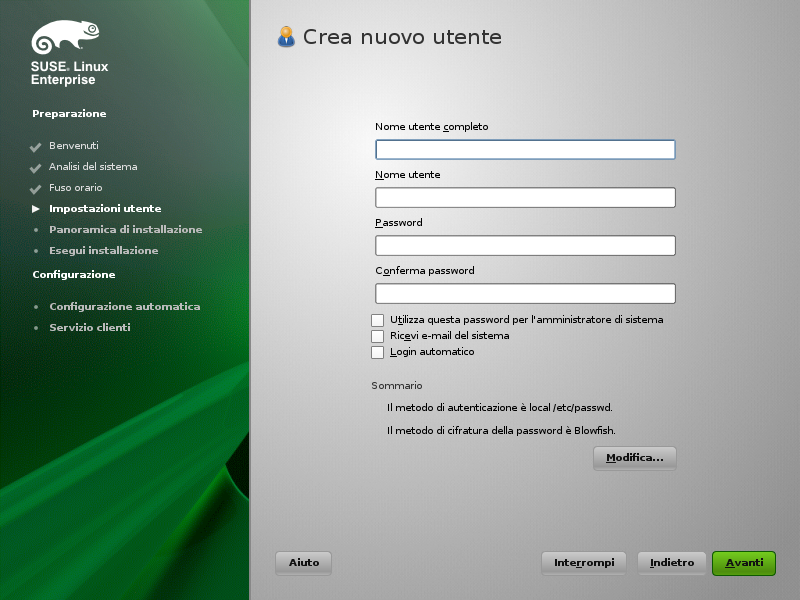 SUSE® Linux
Enterprise
Preparazione
Benvenuti
Analisi del sistema
Fuso orario
Impostazioni utente
Panoramica di installazione
Esegui installazione
Configurazione
Configurazione automatica
Servizio clienti
Crea nuovo utente
Nome utente completo
Nome utente
Password
Conferma password
Utilizza questa password per l'amministratore di sistema
Ricevi e-mail del sistema
Login automatico
Sommario
Il metodo di autenticazione è local /etc/passwd.
Il metodo di cifratura della password è Blowfish.
Modifica...
Aiuto
Interrompi
Indietro
Avanti